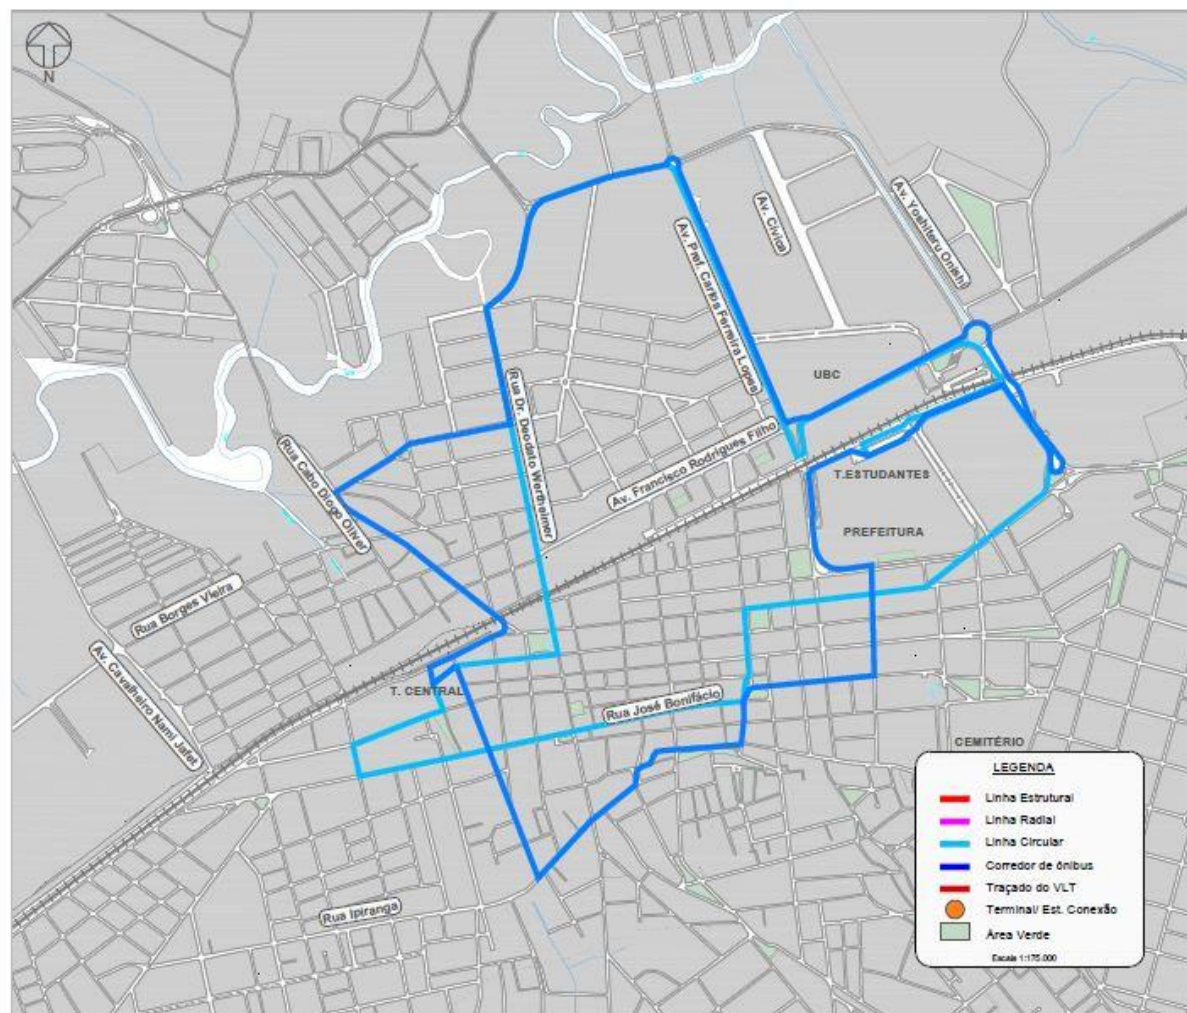 N
Av. Yoshiteru Onishi
Av. Cívica
Av. Pref. Carlos Ferreira Lopes
UBC
Rua Dr. Deodato Wertheimer
Av. Francisco Rodrigues Filho
Rua Cabo Diogo Oliver
T.ESTUDANTES
PREFEITURA
Rua Borges Vieira
Av. Cavalheiro Nami Jafet
T. CENTRAL
Rua José Bonifácio
CEMITÉRIO
Rua Ipiranga
LEGENDA
Linha Estrutural
Linha Radial
Linha Circular
Corredor de ônibus
Traçado do VLT
Terminal/ Est. Conexão
Área Verde
Escala 1:175.000